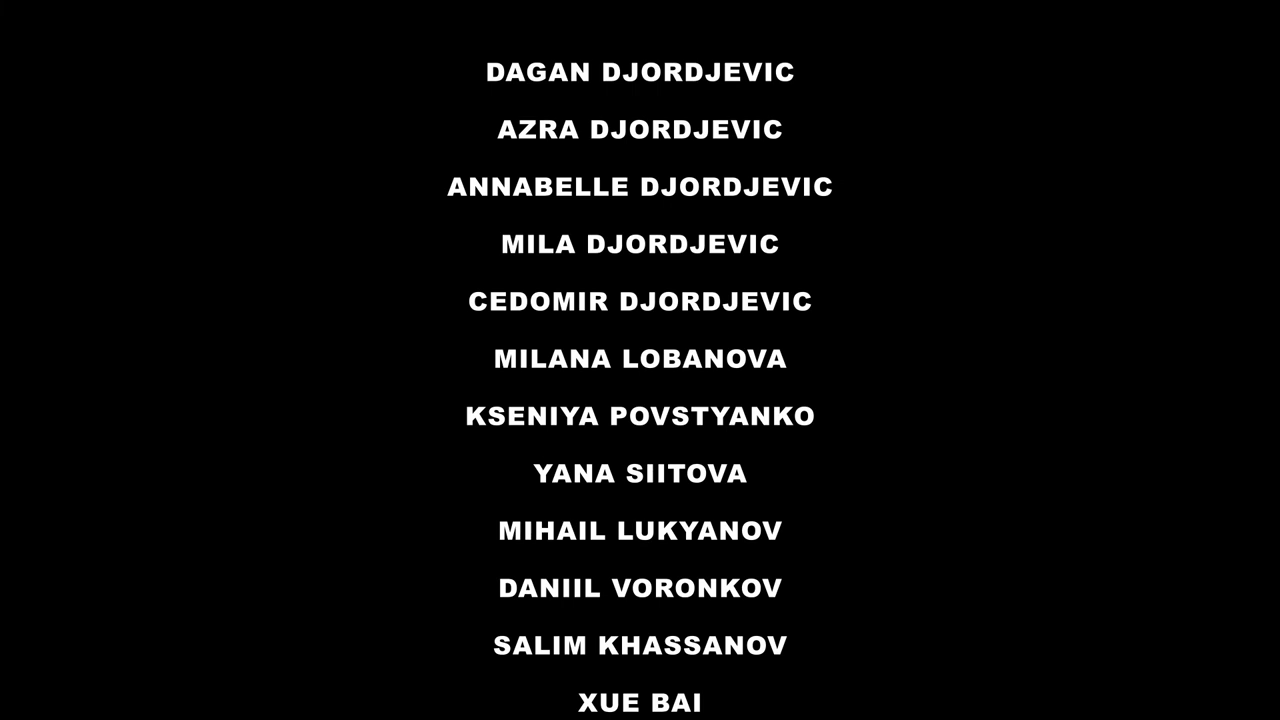 DAGAN DJORDJEVIC
AZRA DJORDJEVIC
ANNABELLE DJORDJEVIC
MILA DJORDJEVIC
CEDOMIR DJORDJEVIC
MILANA LOBANOVA
KSENIYA POVSTYANKO
YANA SIITOVA
MIHAIL LUKYANOV
DANIIL VORONKOV
SALIM KHASSANOV
XUE BAI